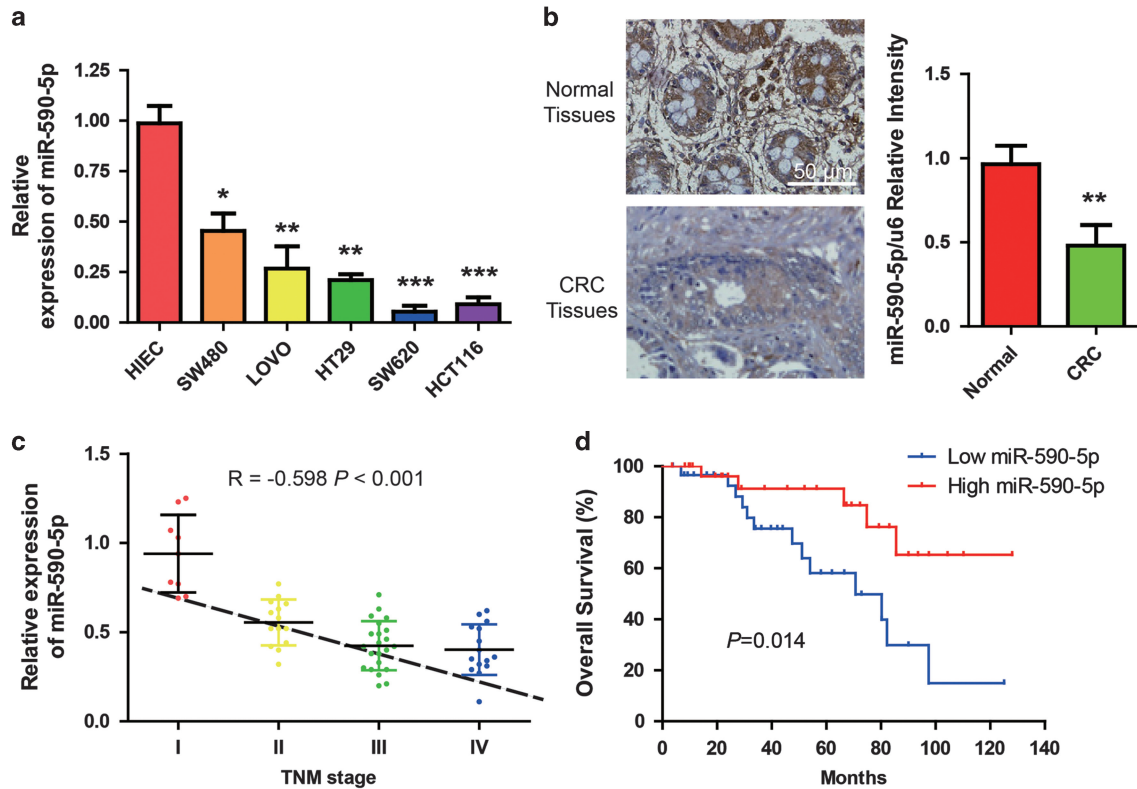 a
Relative
expression of miR-590-5p
1.25
1.00
0.75
0.50
0.25
0.00
*
**
**
***
***
HIEC
SW480
LOVO
HT29
SW620
HCT116
b
Normal
Tissues
50 μm
CRC
Tissues
miR-590-5p/u6 Relative Intensity
1.5
1.0
0.5
0.0
**
Normal
CRC
c
Relative expression
of miR-590-5p
1.5
1.0
0.5
0.0
R = -0.598 P < 0.001
I
II
III
IV
TNM stage
d
Overall Survival (%)
100
80
60
40
20
0
Low miR-590-5p
High miR-590-5p
P=0.014
0
20
40
60
80
100
120
140
Months